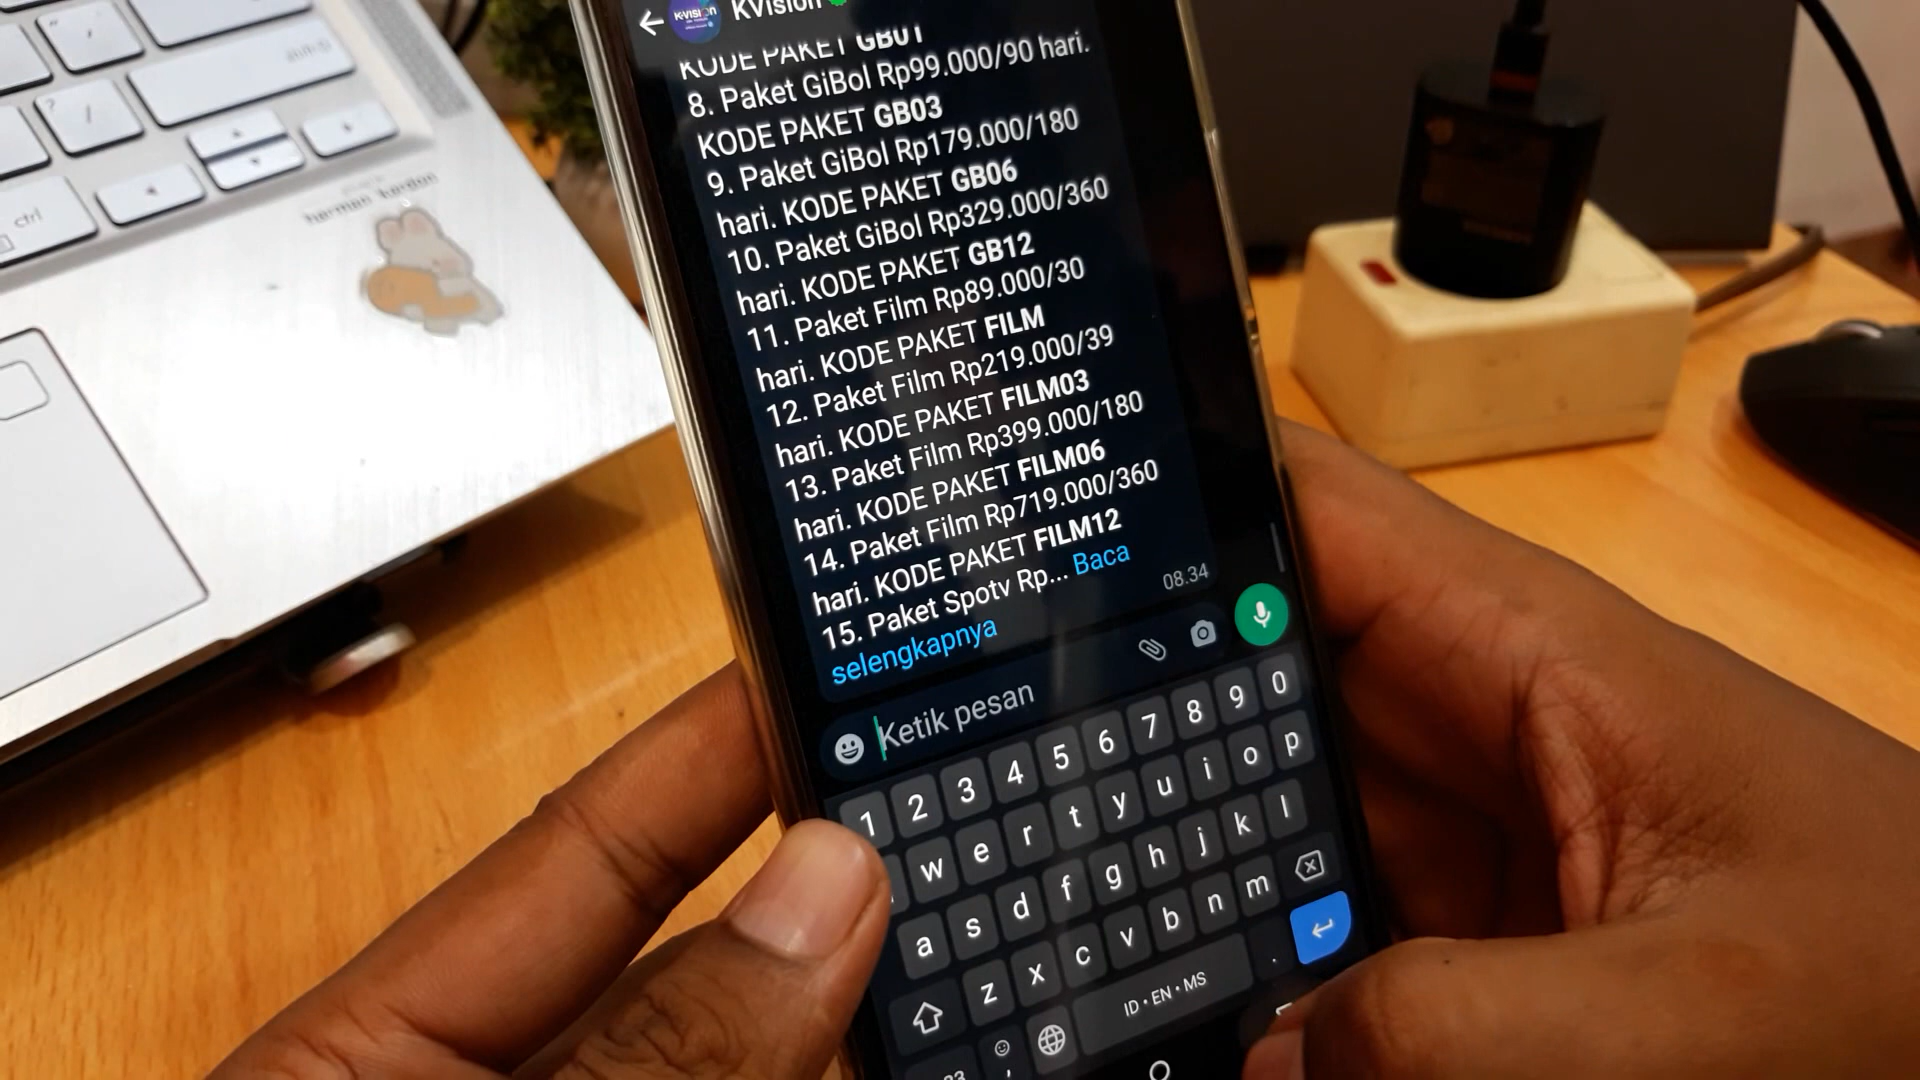 KVision
KODE PAKET GB01
8. Paket GiBol Rp99.000/90 hari.
KODE PAKET GB03
9. Paket GiBol Rp179.000/180
hari. KODE PAKET GB06
10. Paket GiBol Rp329.000/360
hari. KODE PAKET GB12
11. Paket Film Rp89.000/30
hari. KODE PAKET FILM
12. Paket Film Rp219.000/39
hari. KODE PAKET FILM03
13. Paket Film Rp399.000/180
hari. KODE PAKET FILM06
14. Paket Film Rp719.000/360
hari. KODE PAKET FILM12
15. Paket Spotv Rp... Baca
selengkapnya
08.34
Ketik pesan
1 2 3 4 5 6 7 8 9 0
w e r t y u i o p
a s d f g h j k l
z x c v b n m
ID • EN • MS .
,
ctrl
harman kardon